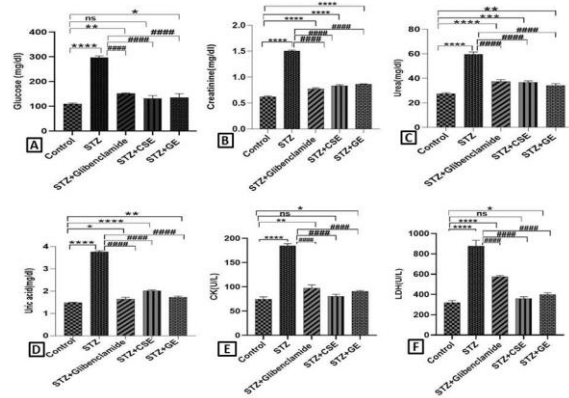 *
ns
**
****
####
####
####
Glucose (mg/dl)
400
300
200
100
0
A
Control
STZ
STZ+Glibenclamide
STZ+CSE
STZ+GE
****
****
****
****
####
####
####
Creatinine(mg/dl)
2.0
1.5
1.0
0.5
0.0
B
Control
STZ
STZ+Glibenclamide
STZ+CSE
STZ+GE
**
***
****
****
####
####
####
Urea(mg/dl)
80
60
40
20
0
C
Control
STZ
STZ+Glibenclamide
STZ+CSE
STZ+GE
**
****
*
****
####
####
####
Uric acid(mg/dl)
4
3
2
1
0
D
Control
STZ
STZ+Glibenclamide
STZ+CSE
STZ+GE
*
ns
**
****
####
####
####
CK(U/L)
200
150
100
50
0
E
Control
STZ
STZ+Glibenclamide
STZ+CSE
STZ+GE
*
ns
****
****
####
####
####
LDH(U/L)
1000
800
600
400
200
0
F
Control
STZ
STZ+Glibenclamide
STZ+CSE
STZ+GE